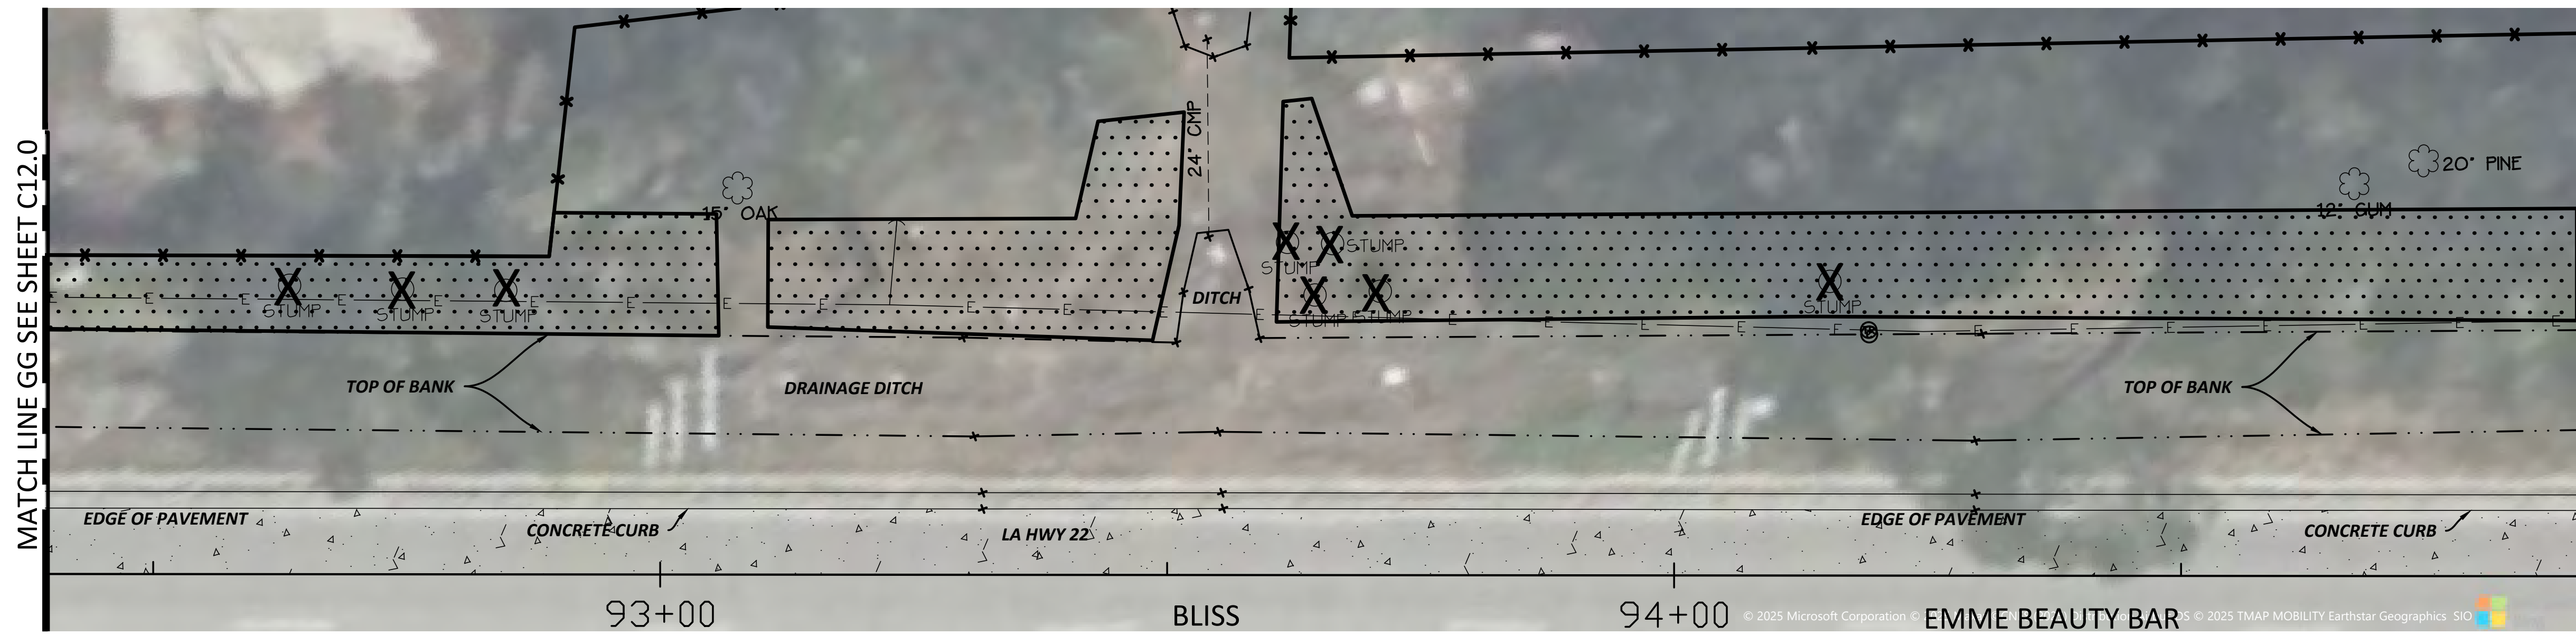 MATCH LINE GG SEE SHEET C12.0
24" CMP
20" PINE
15" OAK
12" GUM
STUMP
STUMP
STUMP
STUMP
STUMP
STUMP
STUMP
STUMP
E E E E E E E E E E E E E E E E E E E E E E E E E E E
DITCH
TOP OF BANK
DRAINAGE DITCH
TOP OF BANK
EDGE OF PAVEMENT
CONCRETE CURB
LA HWY 22
EDGE OF PAVEMENT
CONCRETE CURB
93+00
BLISS
94+00
EMME BEAUTY BAR
© 2025 Microsoft Corporation © © 2025 TMAP MOBILITY Earthstar Geographics SIO